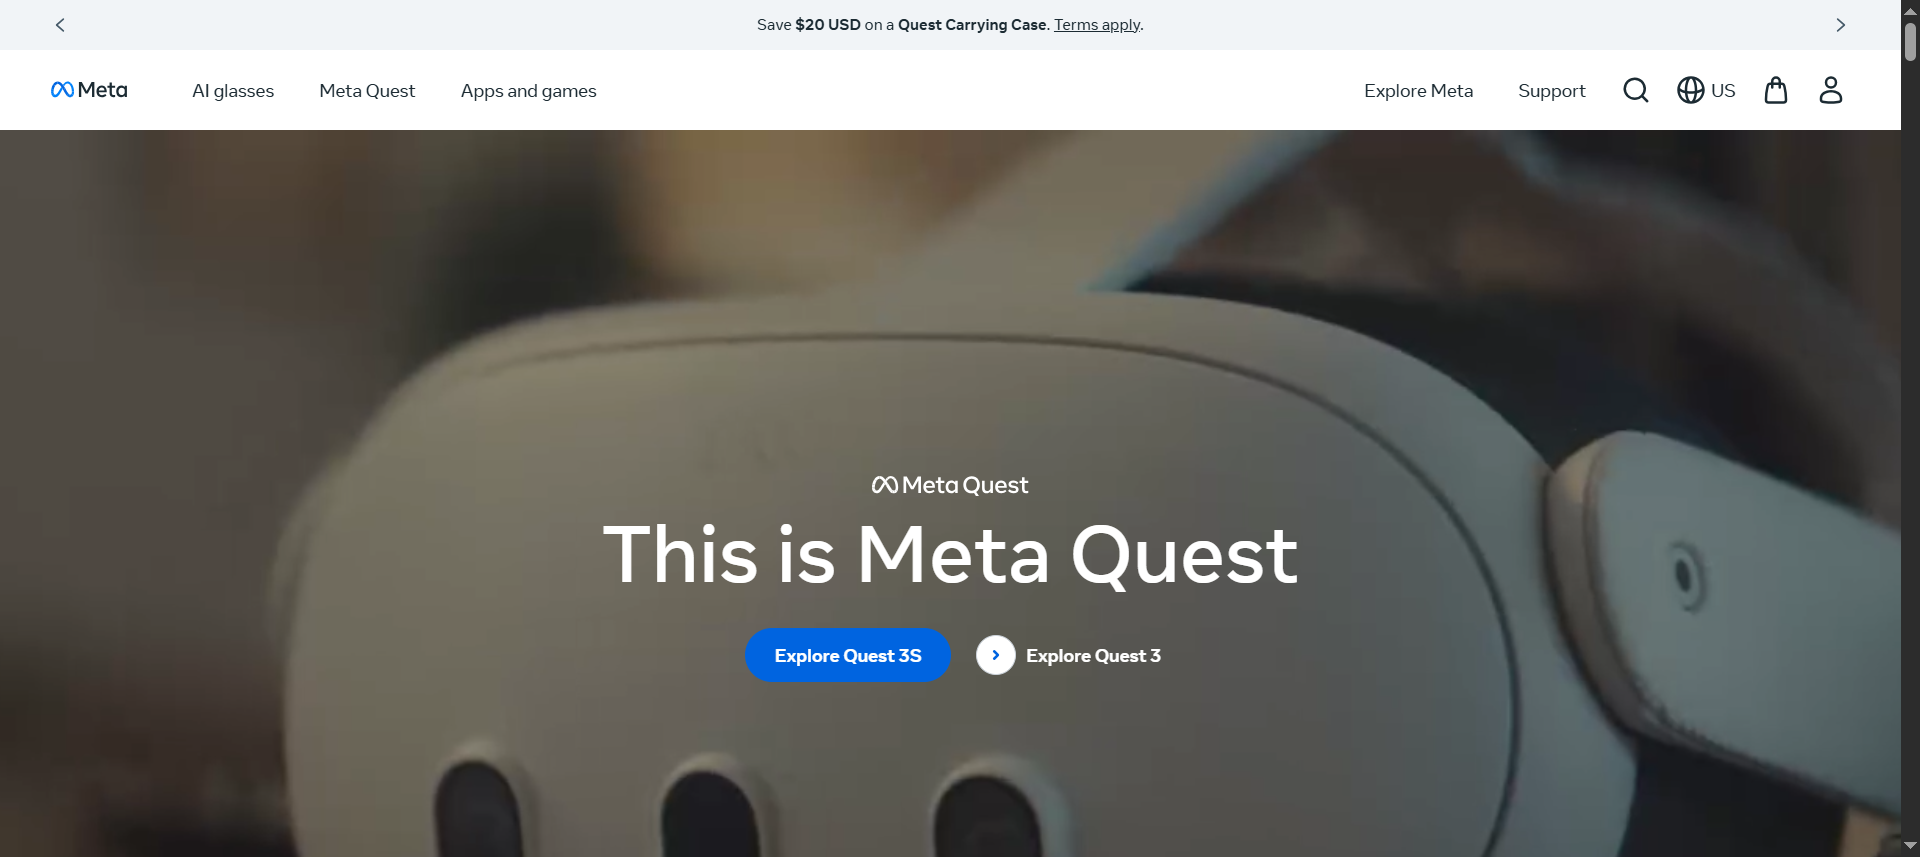 Save $20 USD on a Quest Carrying Case. Terms apply.
Meta AI glasses Meta Quest Apps and games Explore Meta Support US
Meta Quest
This is Meta Quest
Explore Quest 3S Explore Quest 3